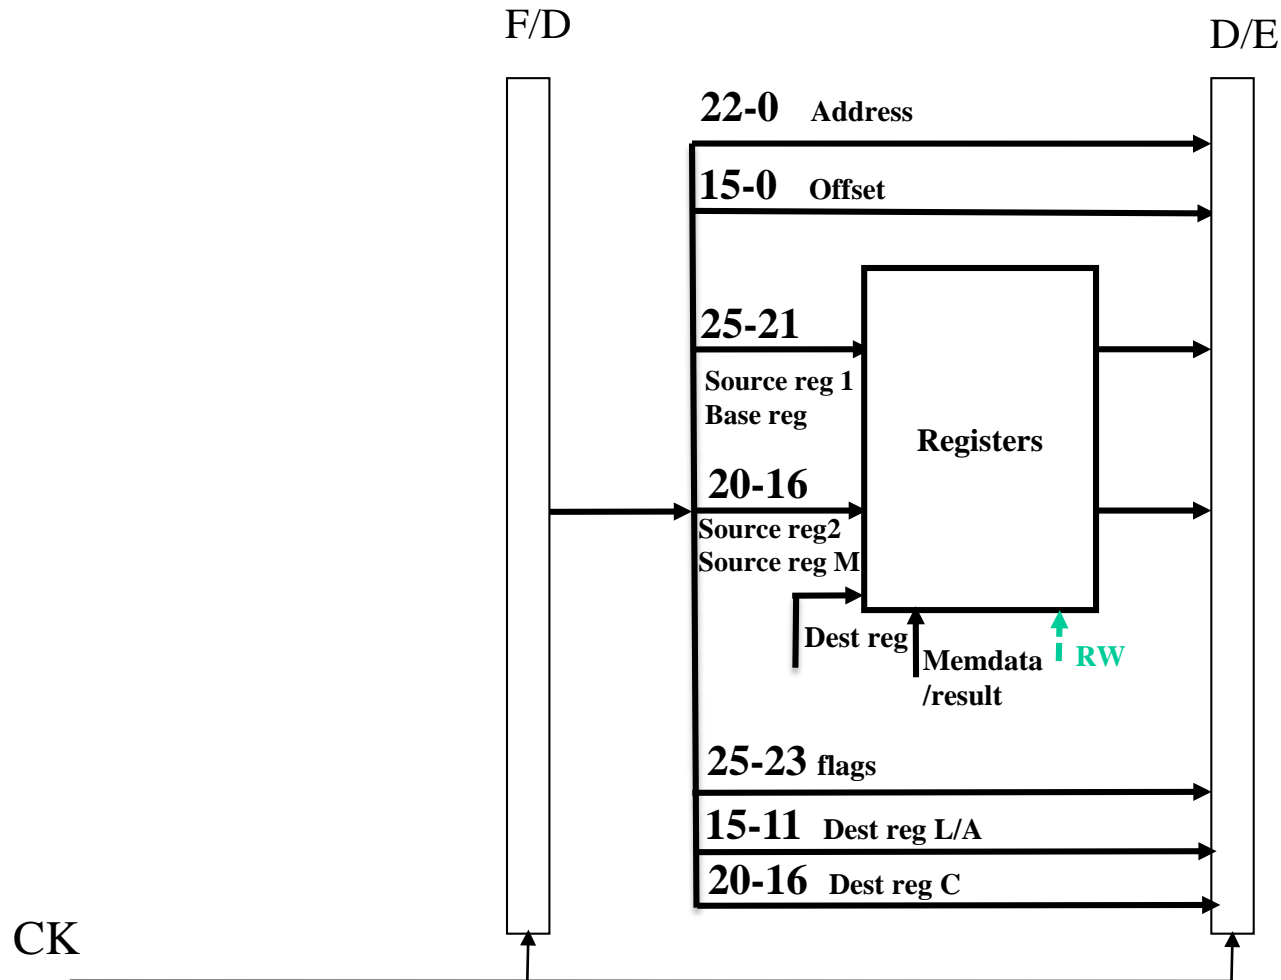 F/D
D/E
22-0 Address
15-0 Offset
25-21
Source reg 1
Base reg
Registers
20-16
Source reg2
Source reg M
Dest reg
Memdata
/result
RW
25-23 flags
15-11 Dest reg L/A
20-16 Dest reg C
CK